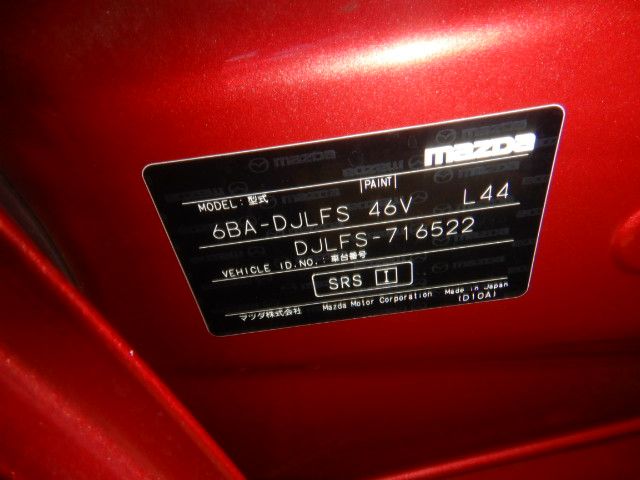 mazda
MODEL: 型式 PAINT
6BA-DJLFS 46V L44
DJLFS-716522
VEHICLE ID.NO.: 車台番号
SRS I
マツダ株式会社 Mazda Motor Corporation Made in Japan
(D10A)